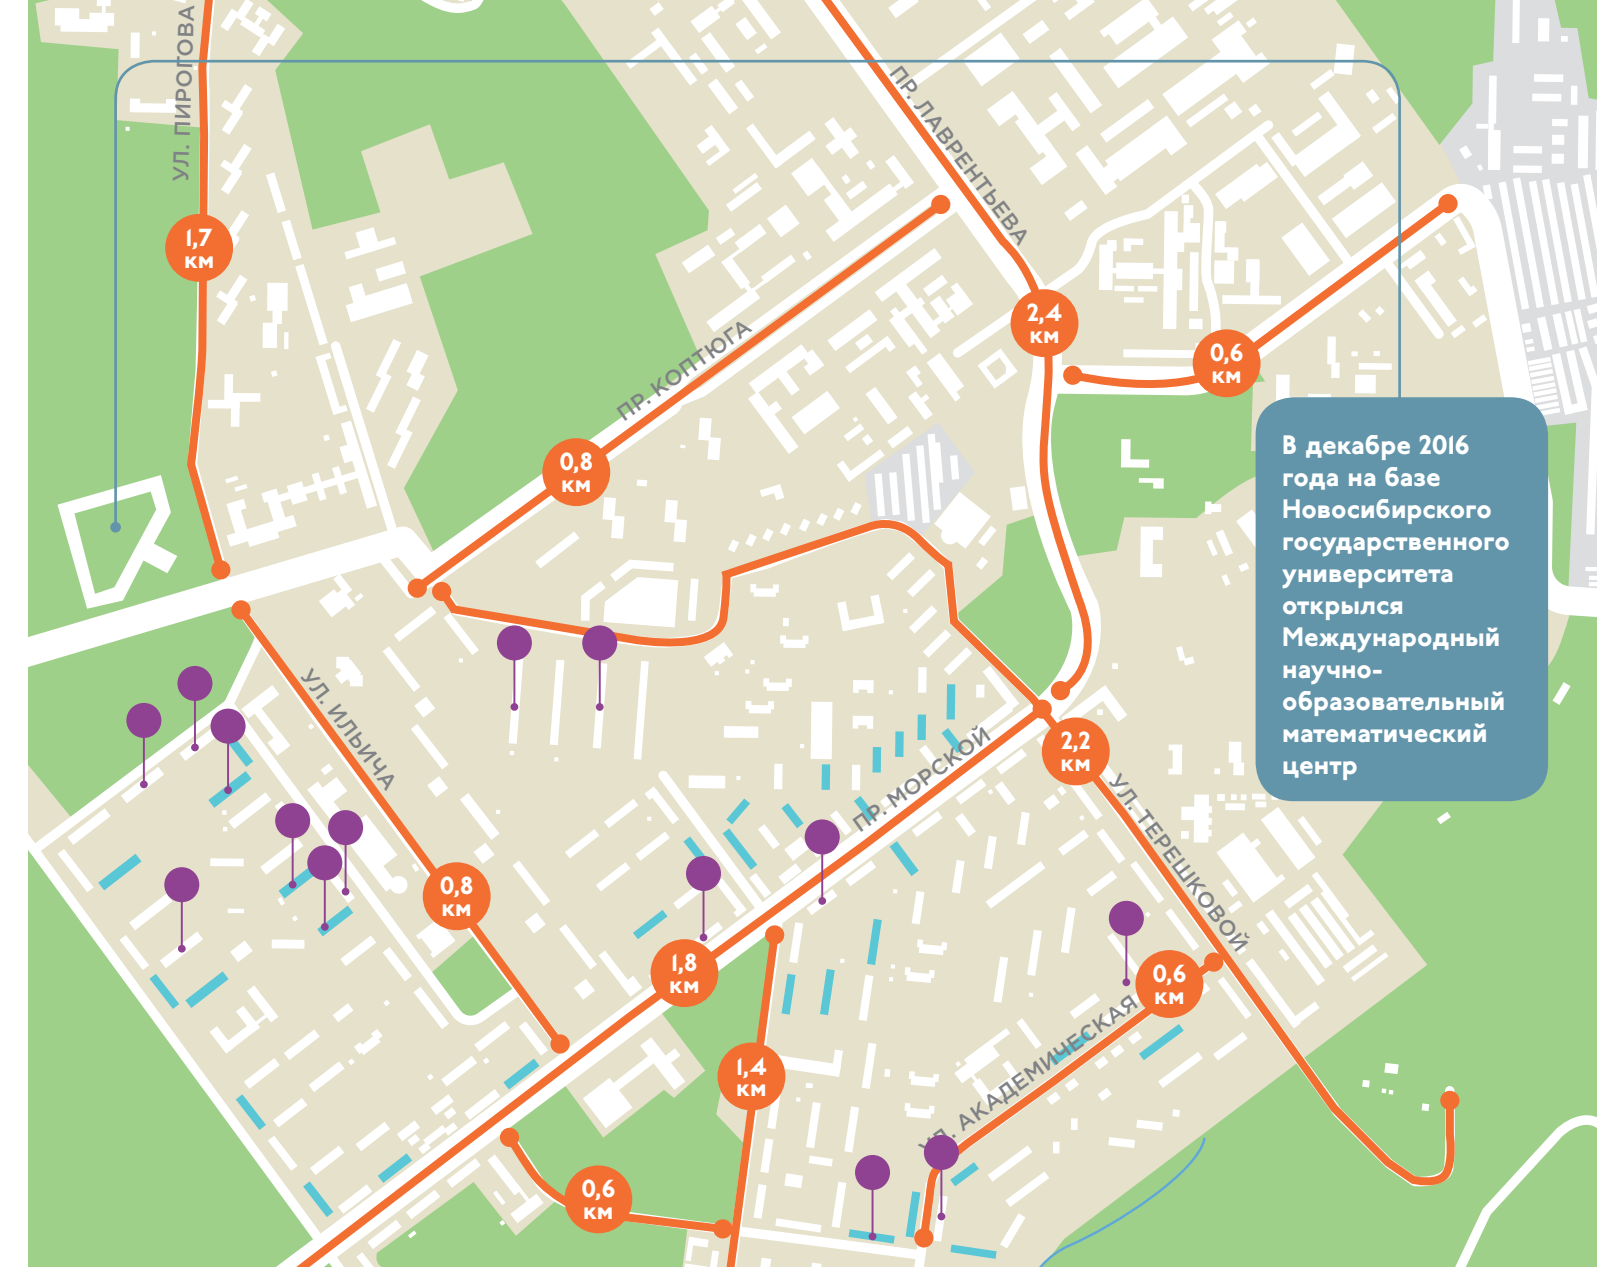 УЛ. ПИРОГОВА
ПР. ЛАВРЕНТЬЕВА
1,7
км
2,4
км
ПР. КОПТЮГА
0,6
км
0,8
км
В декабре 2016
года на базе
Новосибирского
государственного
университета
открылся
Международный
научно-
образовательный
математический
центр
УЛ. ИЛЬИЧА
ПР. МОРСКОЙ
2,2
км
УЛ. ТЕРЕШКОВОЙ
0,8
км
1,8
км
0,6
км
УЛ. АКАДЕМИЧЕСКАЯ
1,4
км
0,6
км